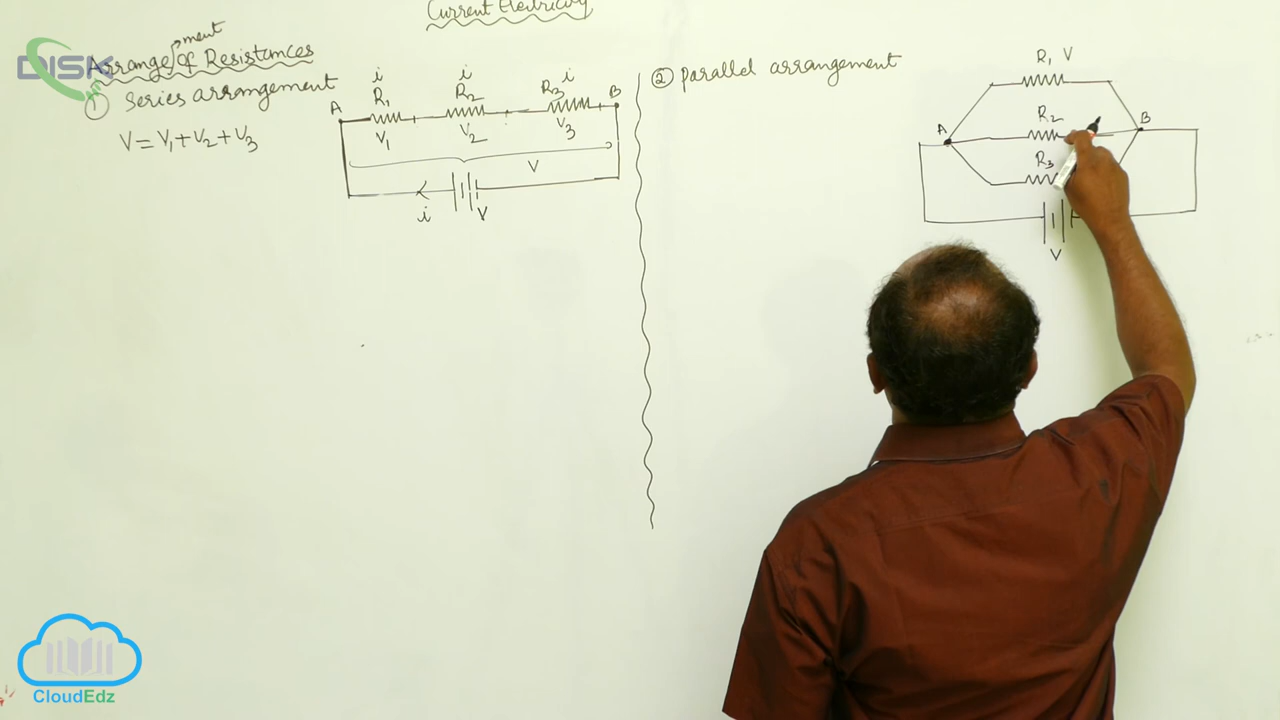 Current Electricity
DISK
Arrangement of Resistances
① Series arrangement
V = V₁ + V₂ + V₃
i i i
A R₁ R₂ R₃ B
V₁ V₂ V₃
V
i V
② parallel arrangement
R₁ V
A R₂ B
R₃
V
CloudEdz